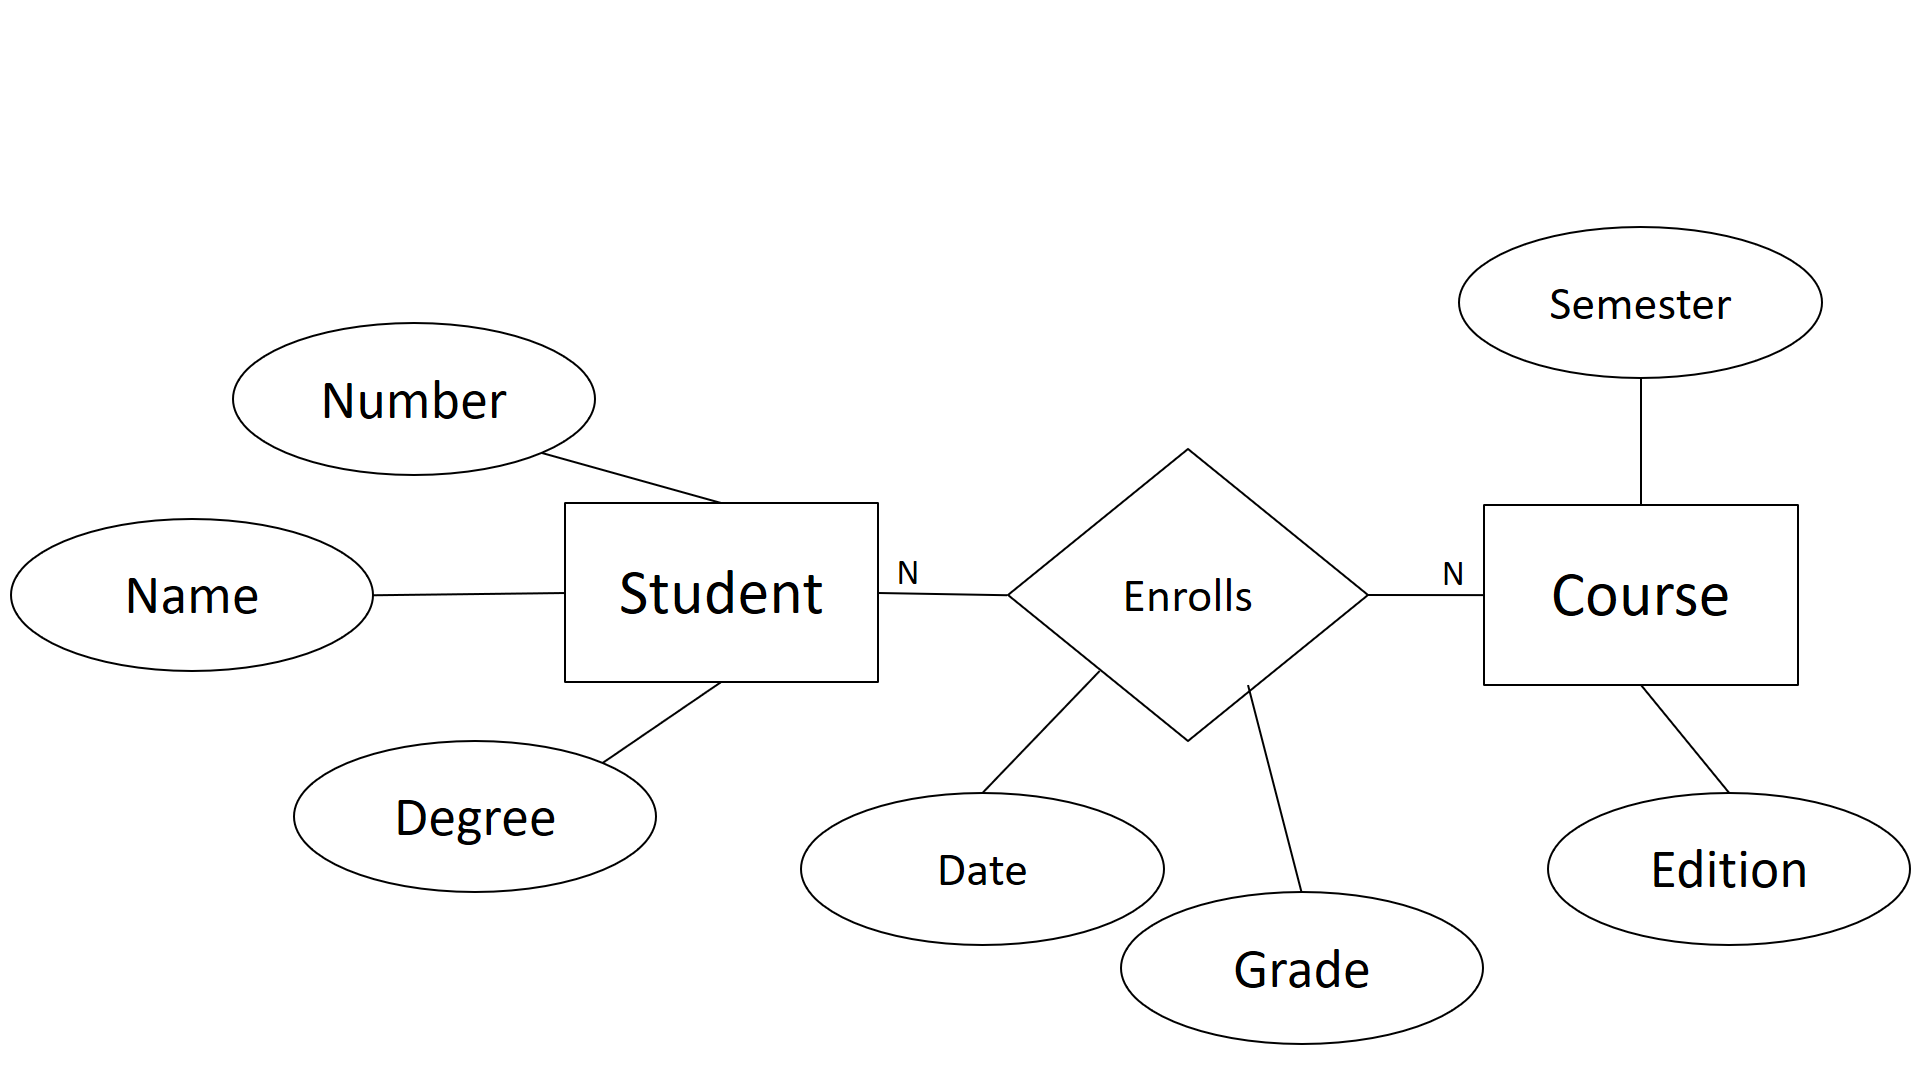 Semester
Number
Name
Student
N
Enrolls
N
Course
Degree
Date
Edition
Grade